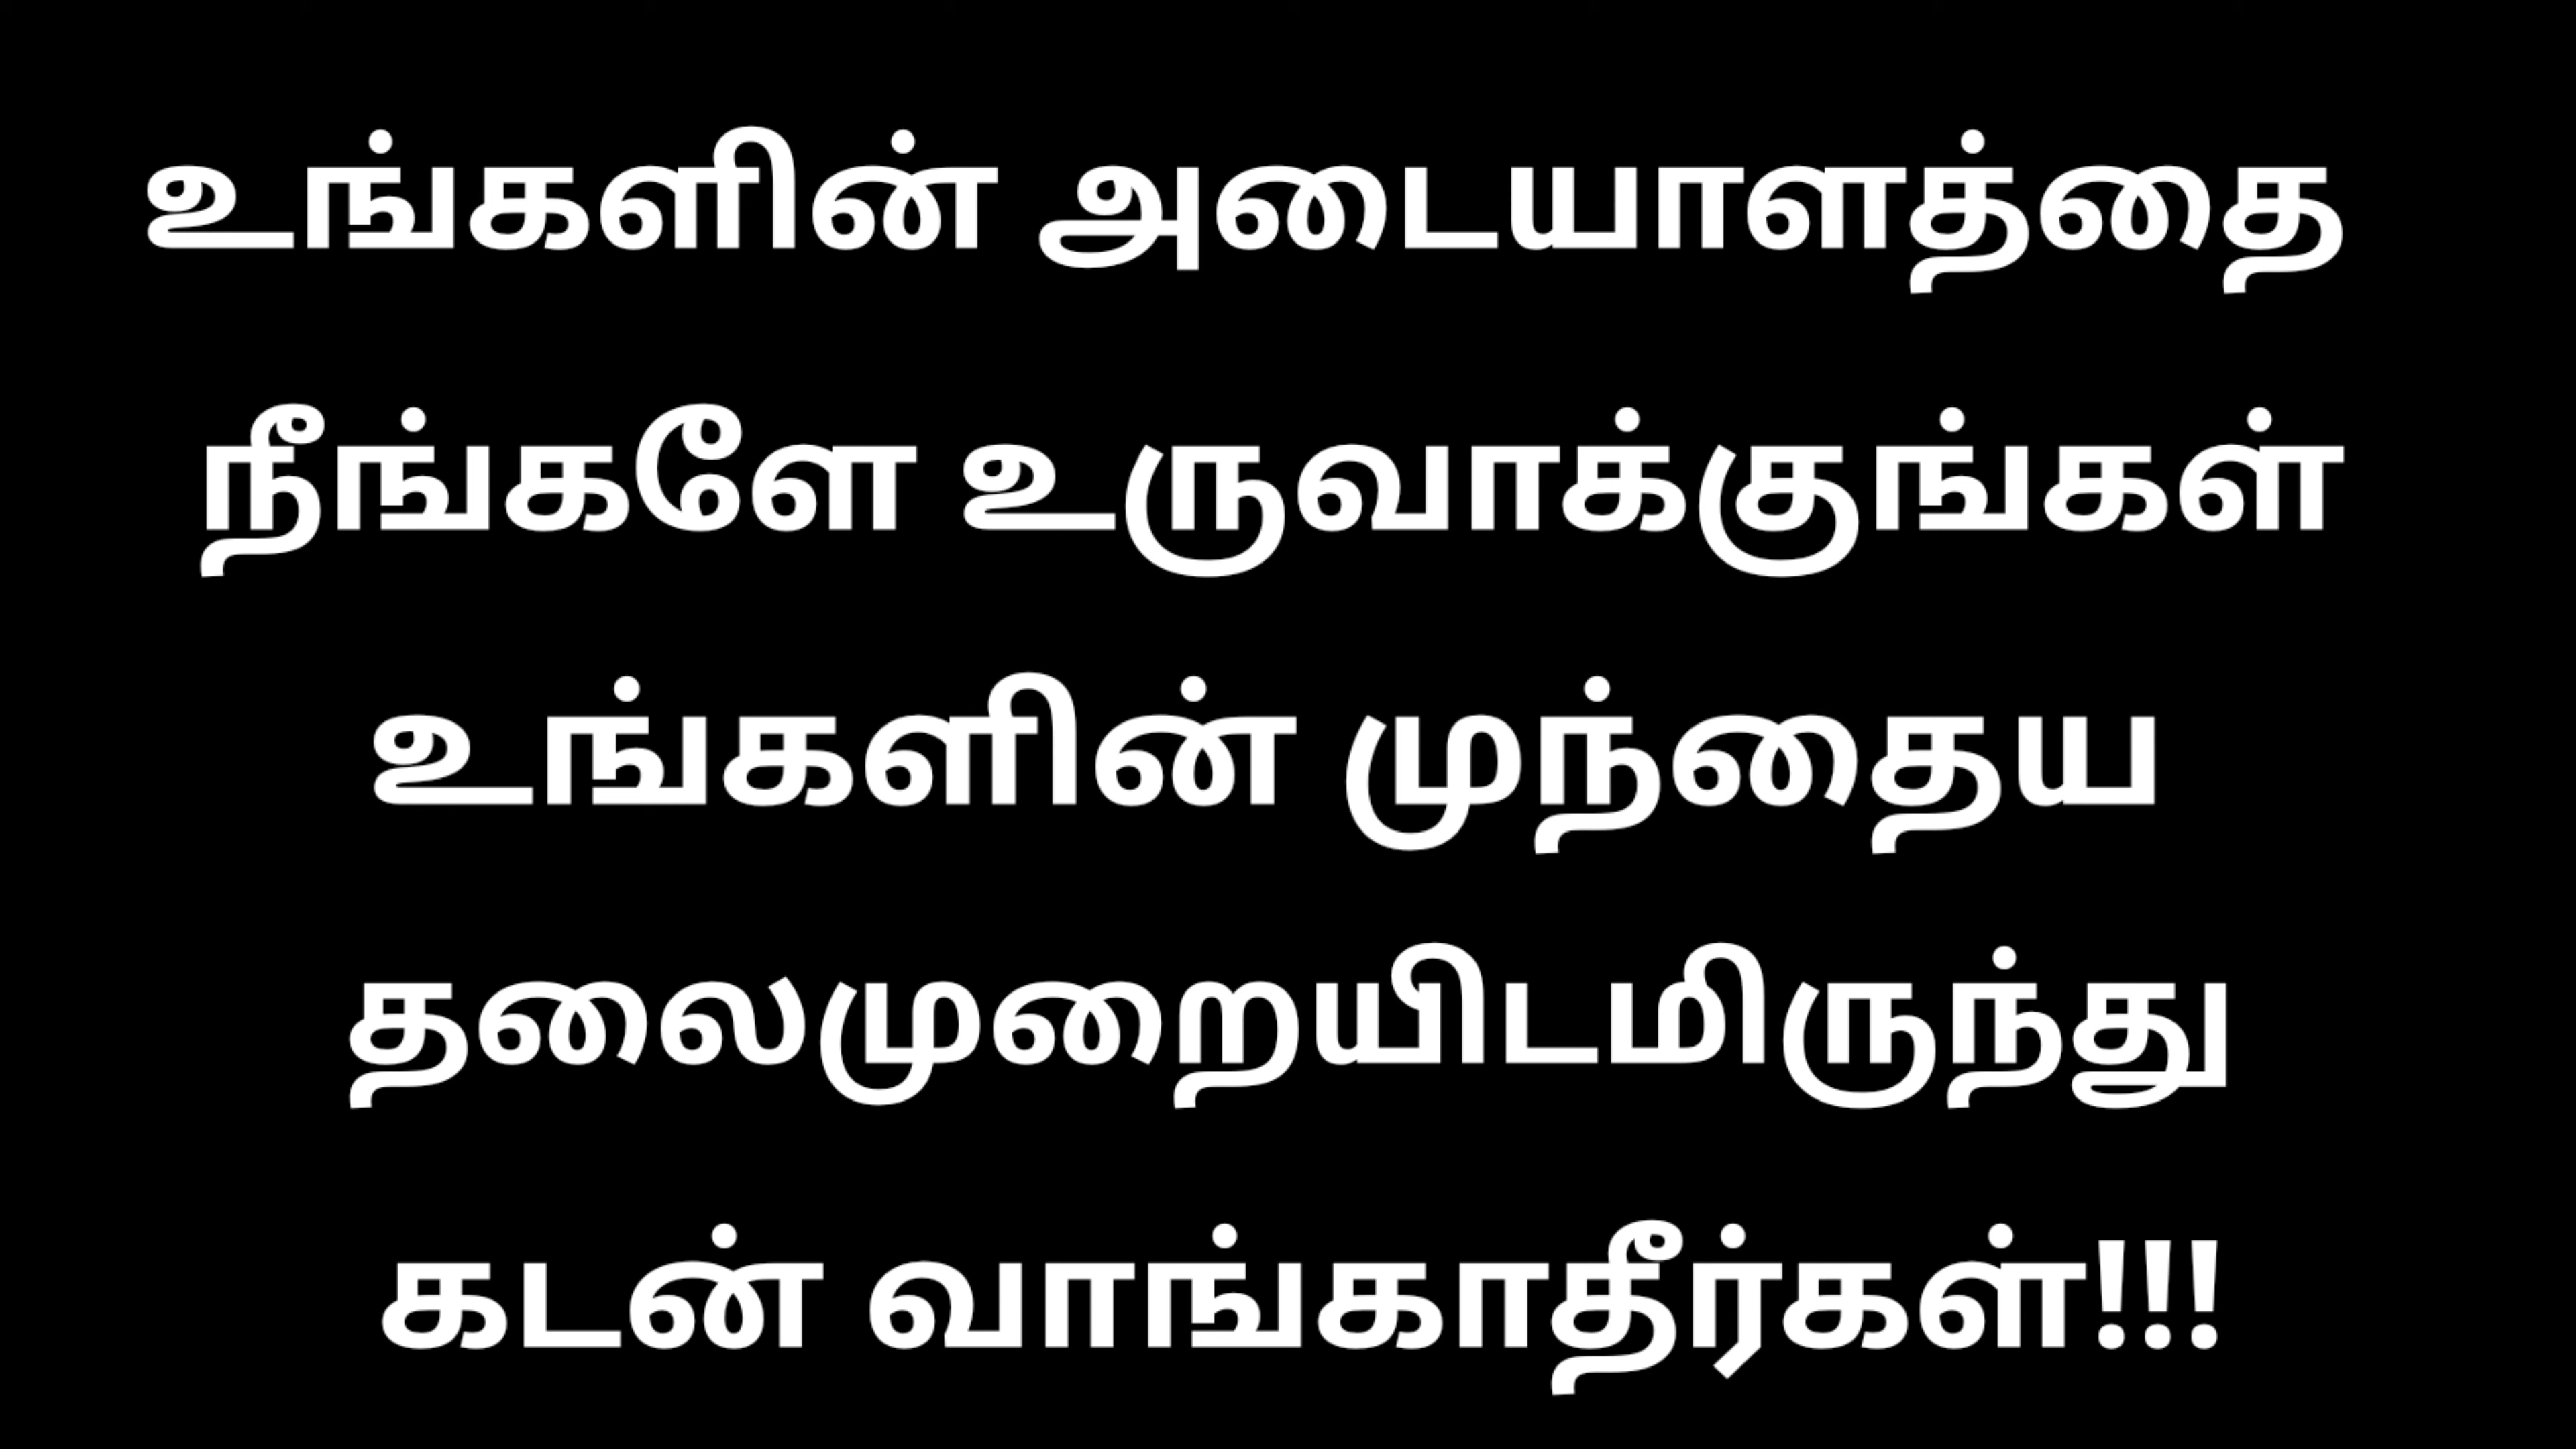 உங்களின் அடையாளத்தை
நீங்களே உருவாக்குங்கள்
உங்களின் முந்தைய
தலைமுறையிடமிருந்து
கடன் வாங்காதீர்கள்!!!